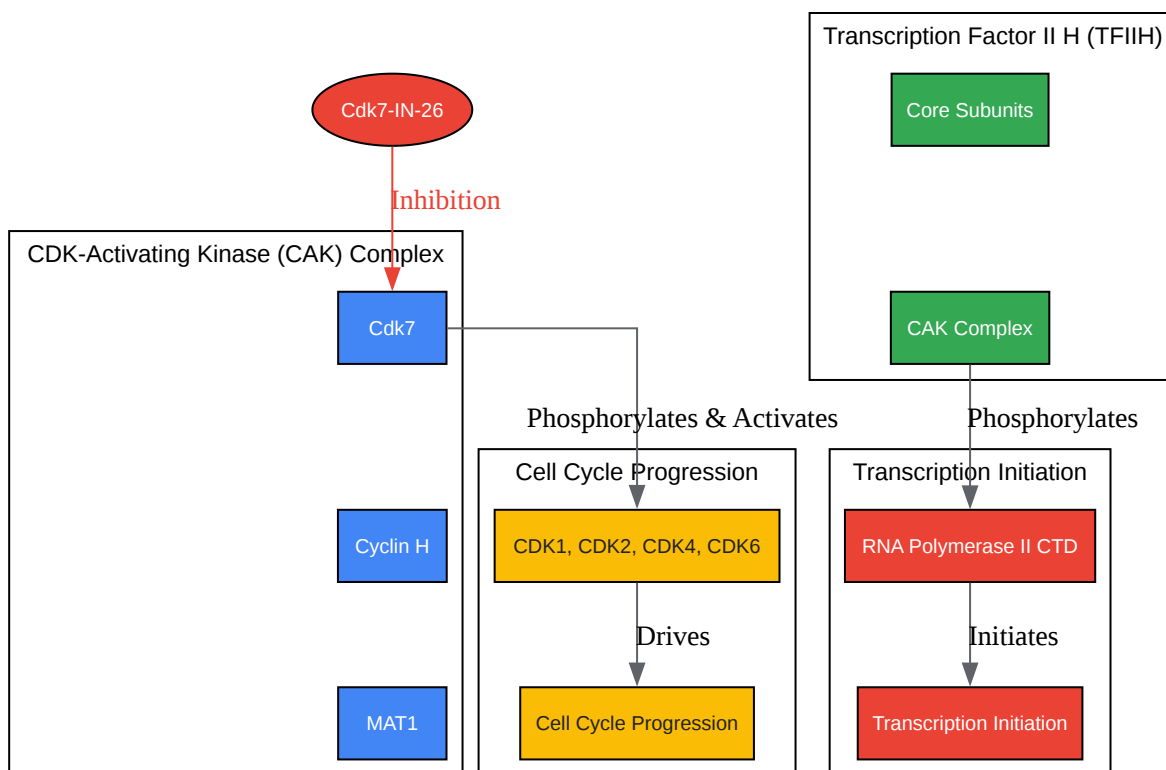 Transcription Factor II H (TFIIH)
Cdk7-IN-26
Core Subunits
Inhibition
CDK-Activating Kinase (CAK) Complex
Cdk7
CAK Complex
Phosphorylates & Activates
Phosphorylates
Cell Cycle Progression
Transcription Initiation
Cyclin H
CDK1, CDK2, CDK4, CDK6
RNA Polymerase II CTD
Drives
Initiates
MAT1
Cell Cycle Progression
Transcription Initiation